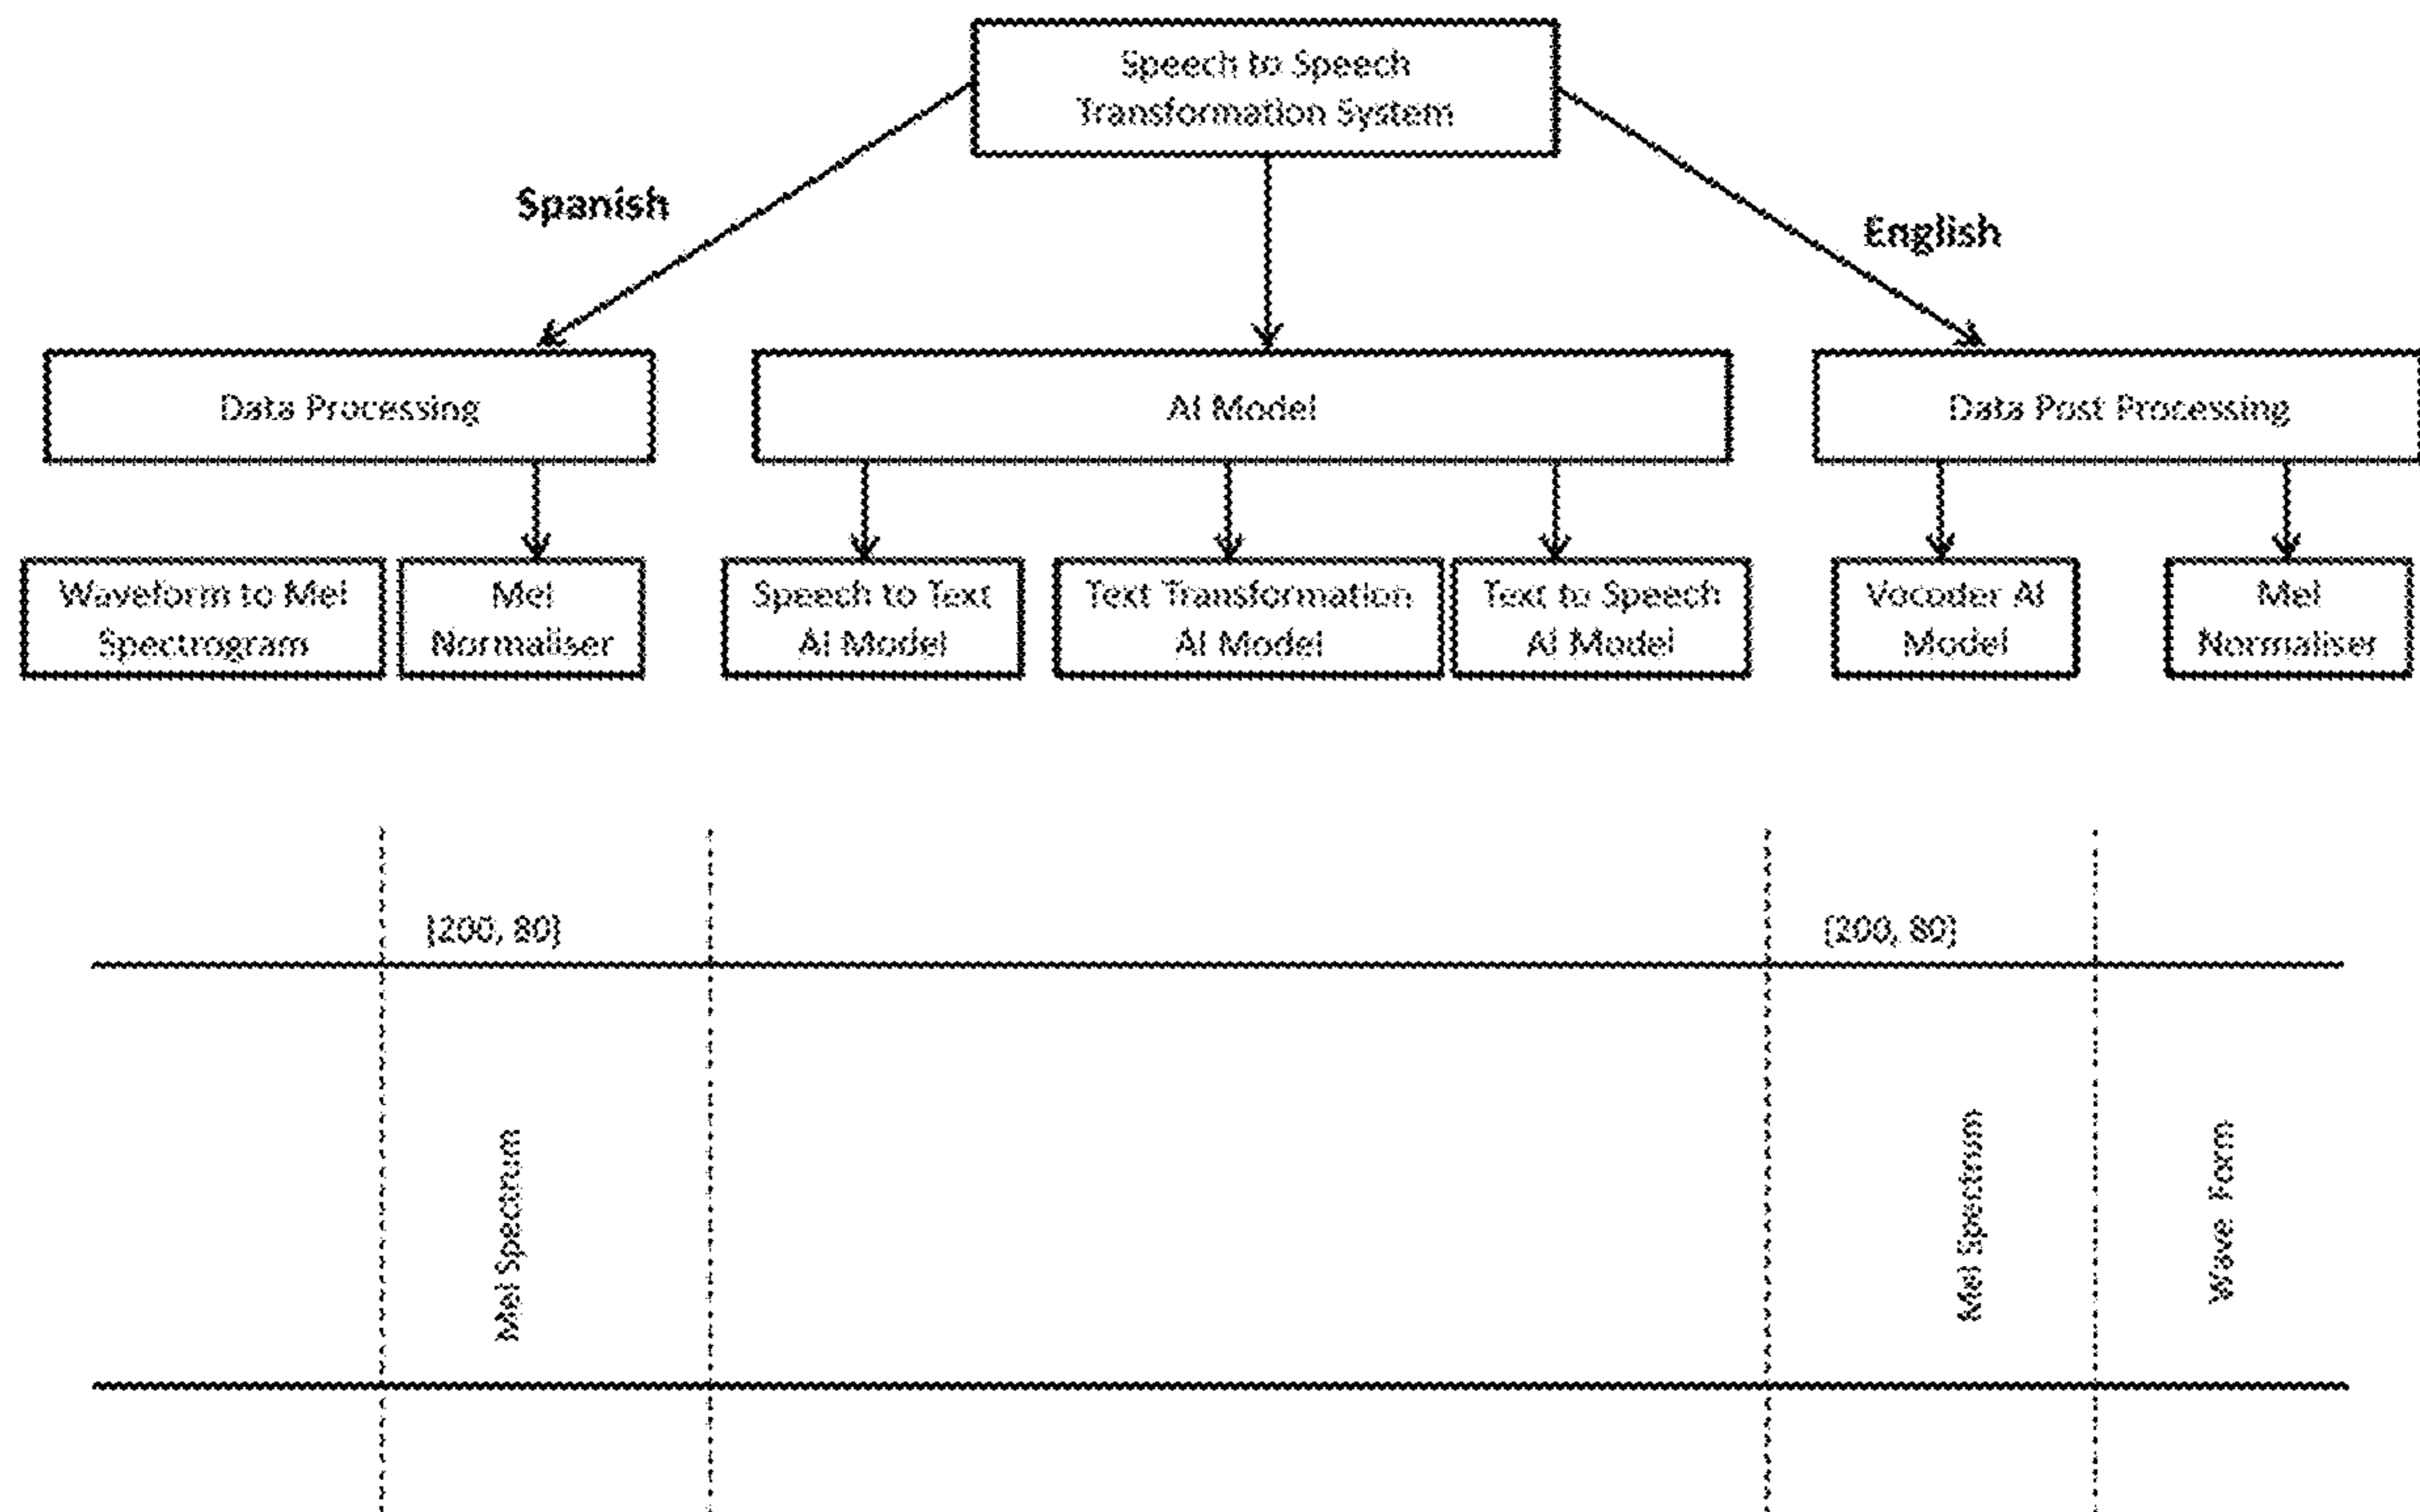 Speech to Speech
Transformation System
Spanish
English
Data Processing
AI Model
Data Post Processing
Waveform to Mel
Spectrogram
Mel
Normaliser
Speech to Text
AI Model
Text Transformation
AI Model
Text to Speech
AI Model
Vocoder AI
Model
Mel
Normaliser
[200, 80]
[200, 80]
Mel Spectrum
Mel Spectrum
Wave Form